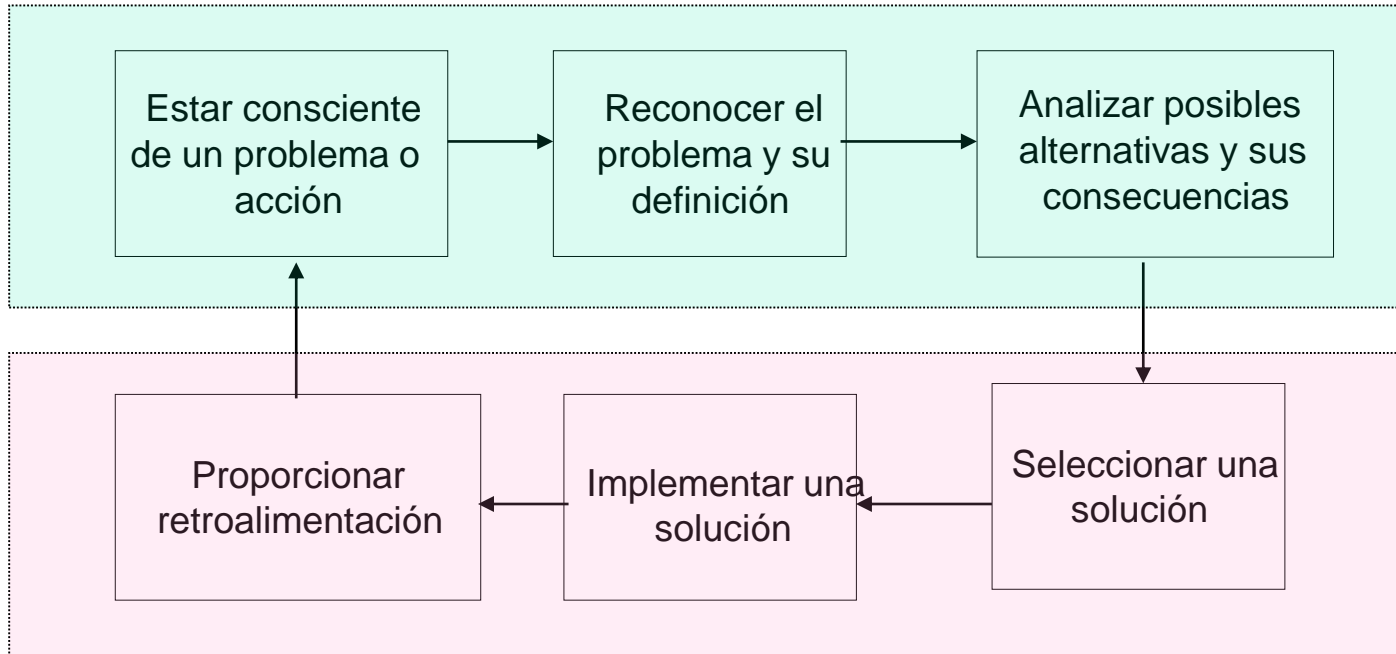 Estar consciente
de un problema o
acción
Reconocer el
problema y su
definición
Analizar posibles
alternativas y sus
consecuencias
Seleccionar una
solución
Implementar una
solución
Proporcionar
retroalimentación